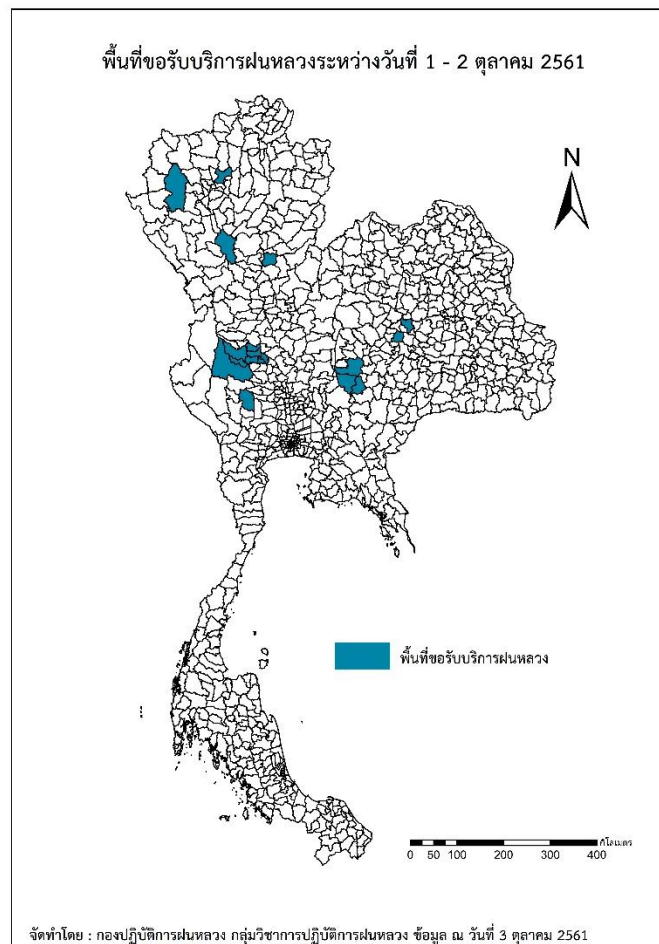 พื้นที่ขอรับบริการฝนหลวงระหว่างวันที่ 1 - 2 ตุลาคม 2561
N
พื้นที่ขอรับบริการฝนหลวง
กิโลเมตร
0 50 100 200 300 400
จัดทำโดย : กองปฏิบัติการฝนหลวง กลุ่มวิชาการปฏิบัติการฝนหลวง ข้อมูล ณ วันที่ 3 ตุลาคม 2561